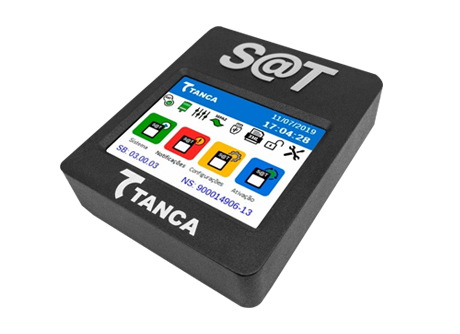 S@T
TANCA
11/07/2019
17:04:28
Sistema
Notificações
Configurações
Ativação
SB 03.00.03
NS 900014906-13
TANCA